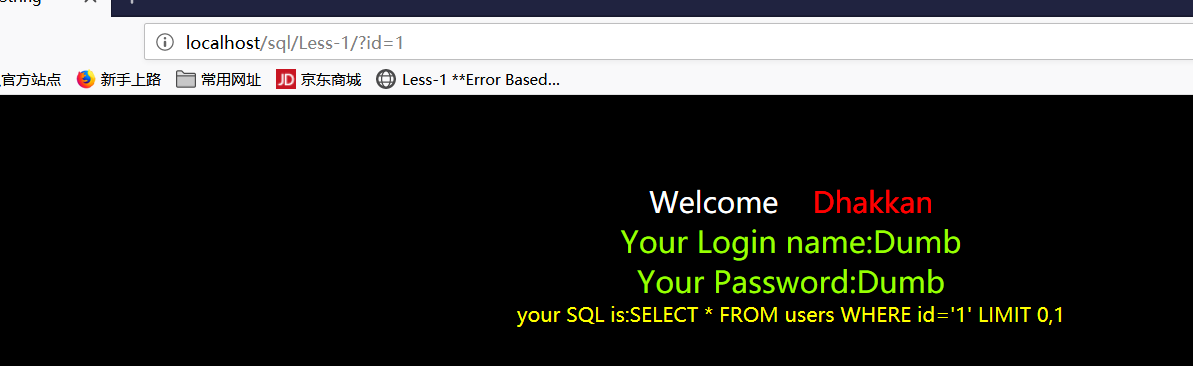 localhost/sql/Less-1/?id=1
官方站点 新手上路 常用网址 JD 京东商城 Less-1 **Error Based...
Welcome Dhakkan
Your Login name:Dumb
Your Password:Dumb
your SQL is:SELECT * FROM users WHERE id='1' LIMIT 0,1